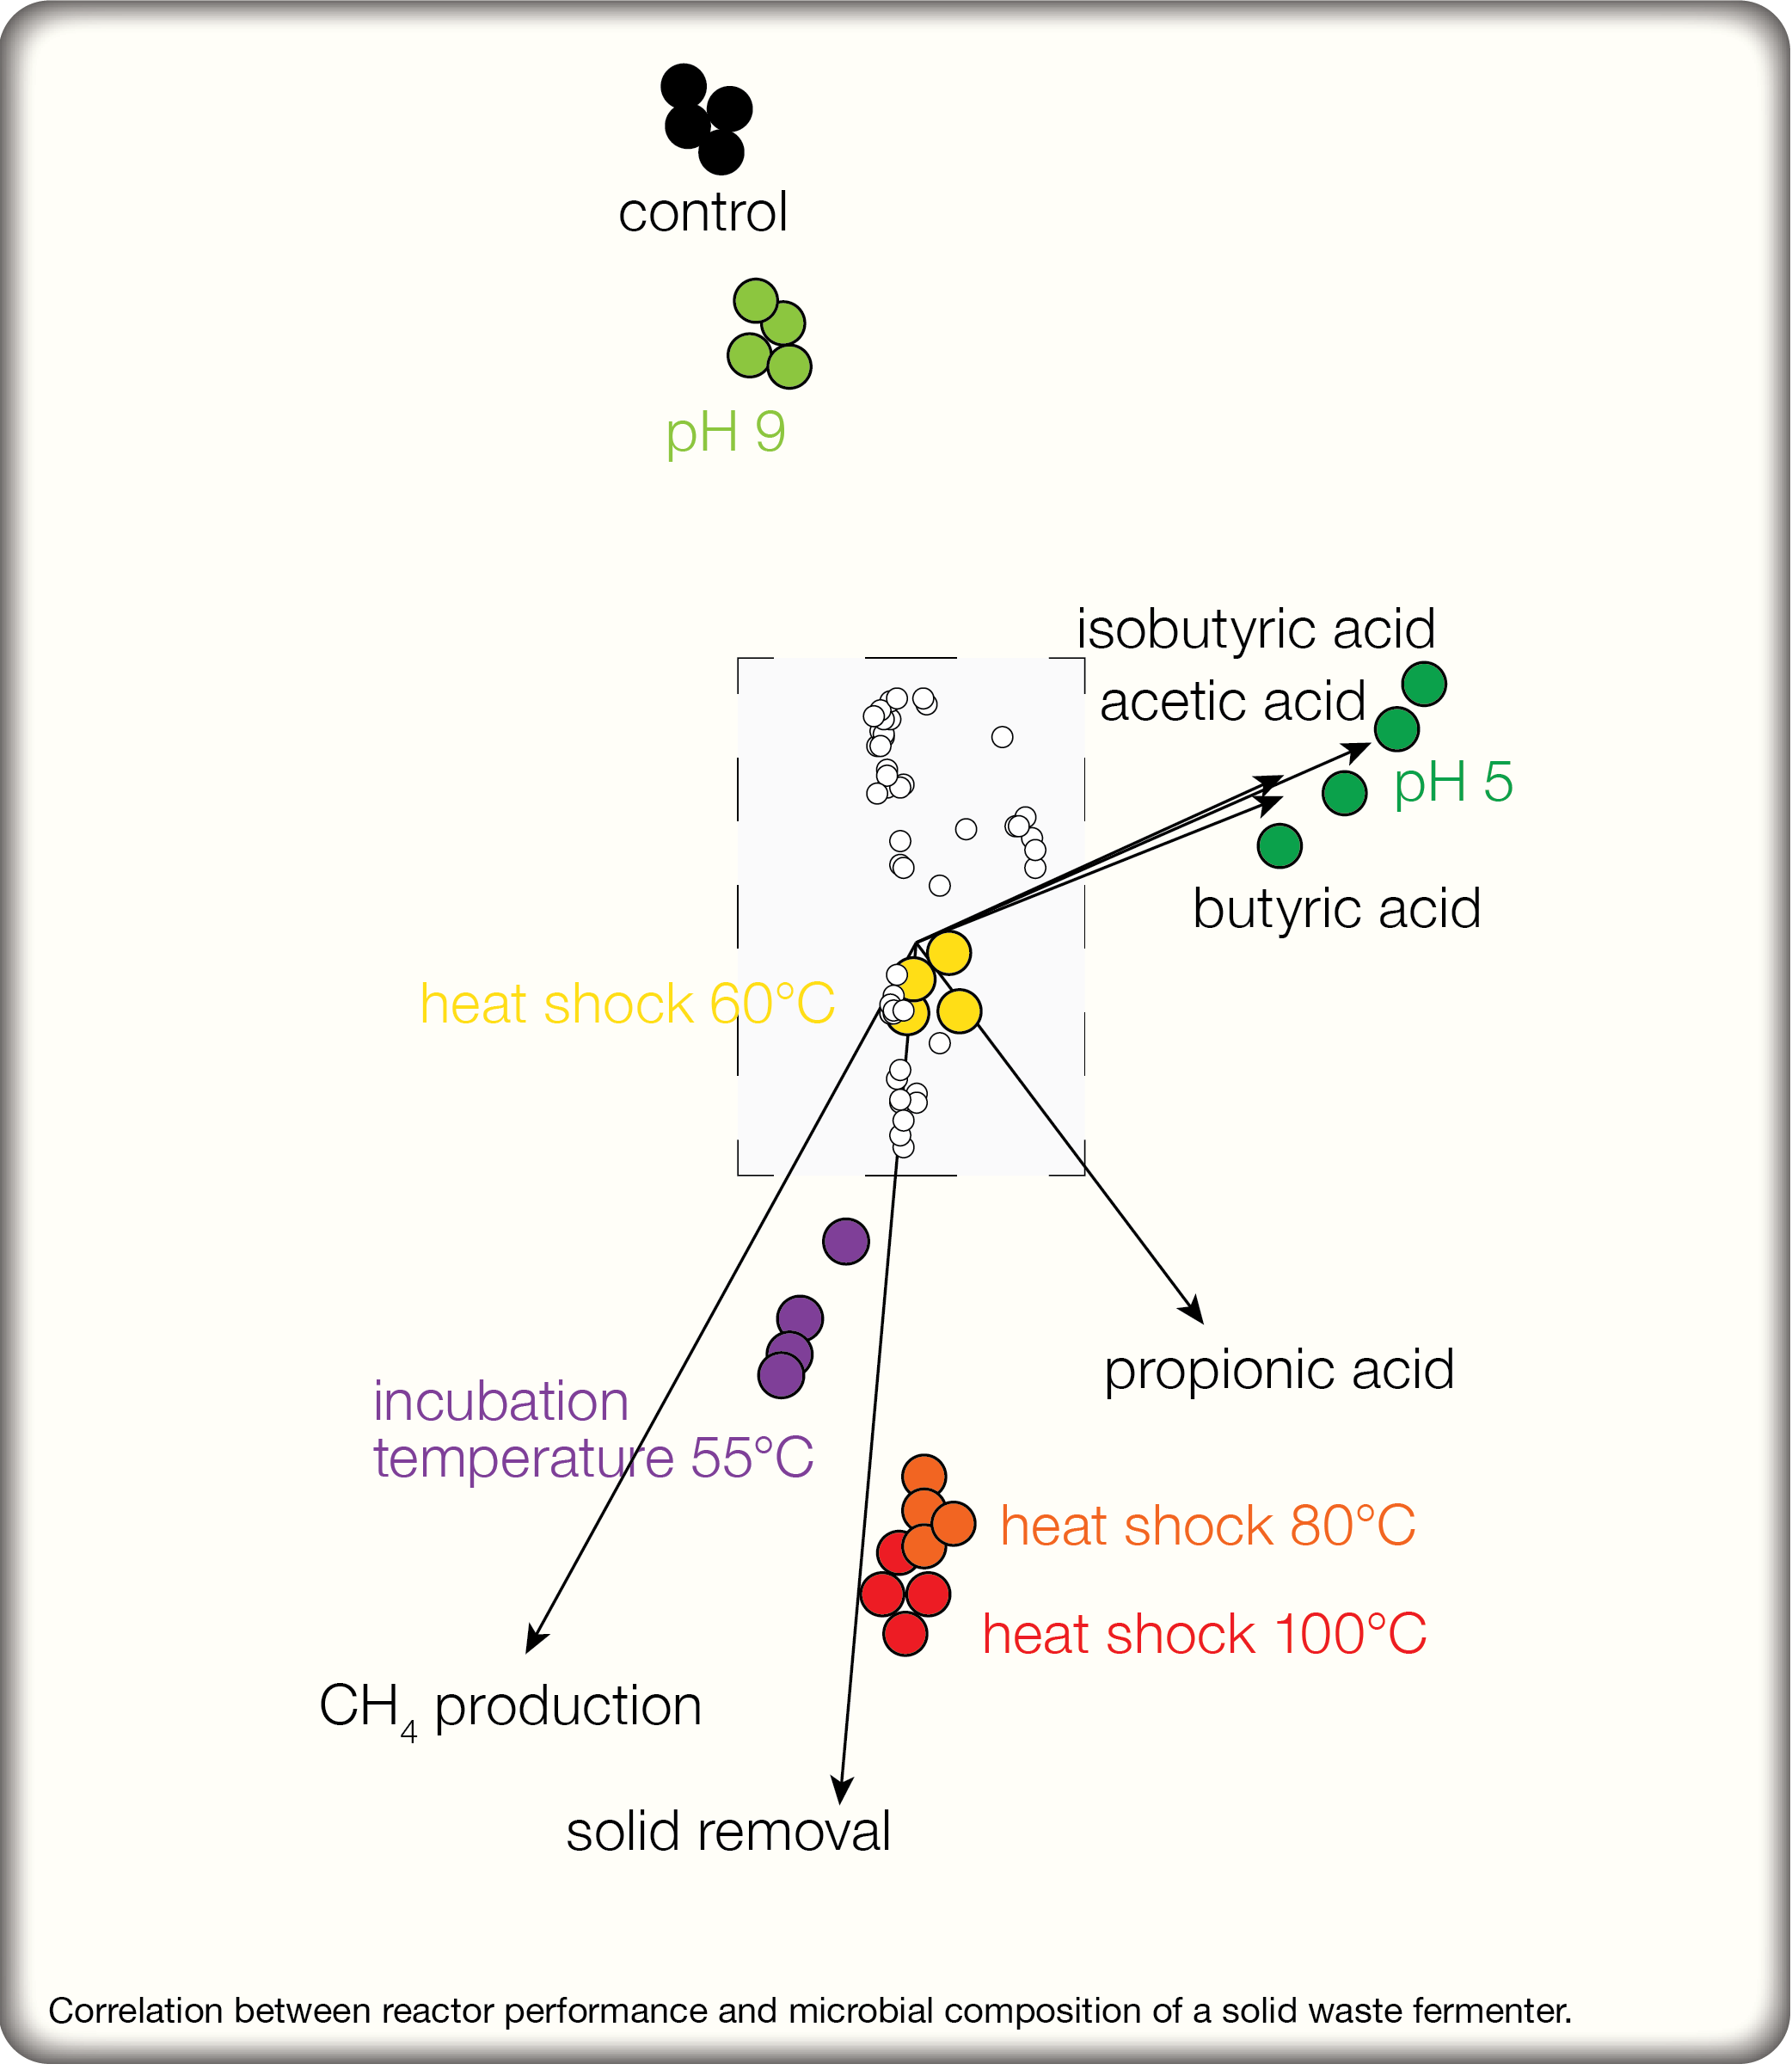 control
pH 9
isobutyric acid
acetic acid
pH 5
butyric acid
heat shock 60°C
propionic acid
incubation
temperature 55°C
heat shock 80°C
heat shock 100°C
CH₄ production
solid removal
Correlation between reactor performance and microbial composition of a solid waste fermenter.